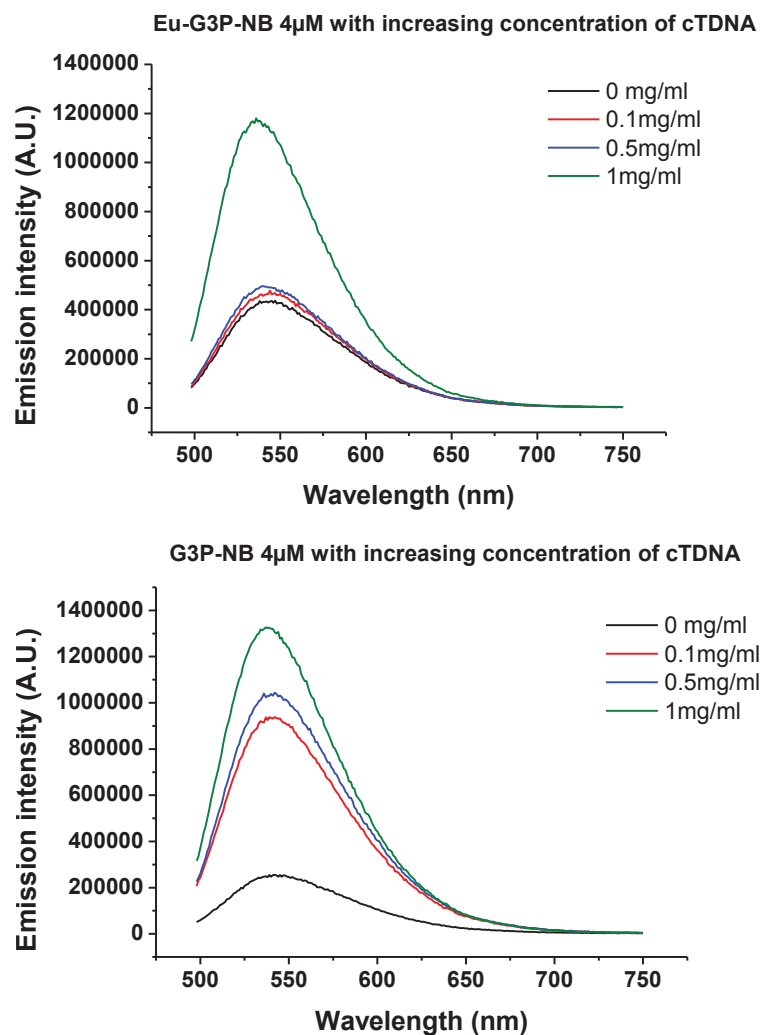 Eu-G3P-NB 4µM with increasing concentration of cTDNA
1400000
1200000
1000000
800000
600000
400000
200000
0
Emission intensity (A.U.)
0 mg/ml
0.1mg/ml
0.5mg/ml
1mg/ml
500 550 600 650 700 750
Wavelength (nm)
G3P-NB 4µM with increasing concentration of cTDNA
1400000
1200000
1000000
800000
600000
400000
200000
0
Emission intensity (A.U.)
0 mg/ml
0.1mg/ml
0.5mg/ml
1mg/ml
500 550 600 650 700 750
Wavelength (nm)